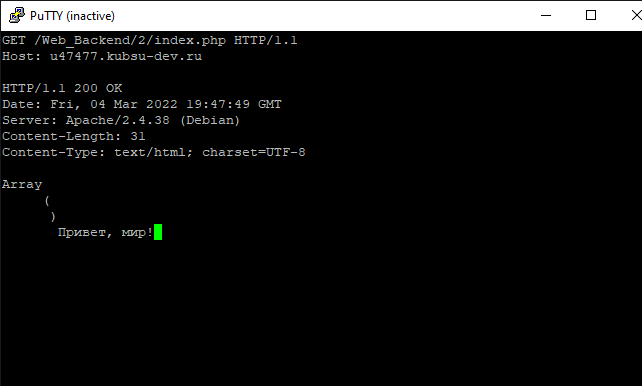 PuTTY (inactive)
GET /Web_Backend/2/index.php HTTP/1.1
Host: u47477.kubsu-dev.ru
HTTP/1.1 200 OK
Date: Fri, 04 Mar 2022 19:47:49 GMT
Server: Apache/2.4.38 (Debian)
Content-Length: 31
Content-Type: text/html; charset=UTF-8
Array
(
)
Привет, мир!